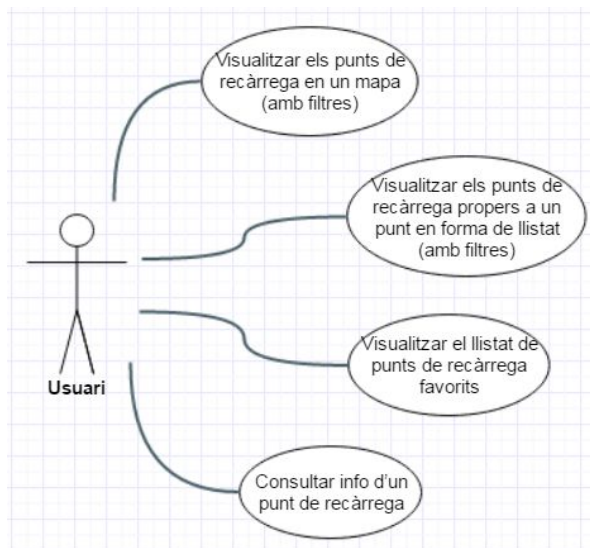 Visualitzar els punts de
recàrrega en un mapa
(amb filtres)
Visualitzar els punts de
recàrrega propers a un
punt en forma de llistat
(amb filtres)
Visualitzar el llistat de
punts de recàrrega
favorits
Usuari
Consultar info d'un
punt de recàrrega